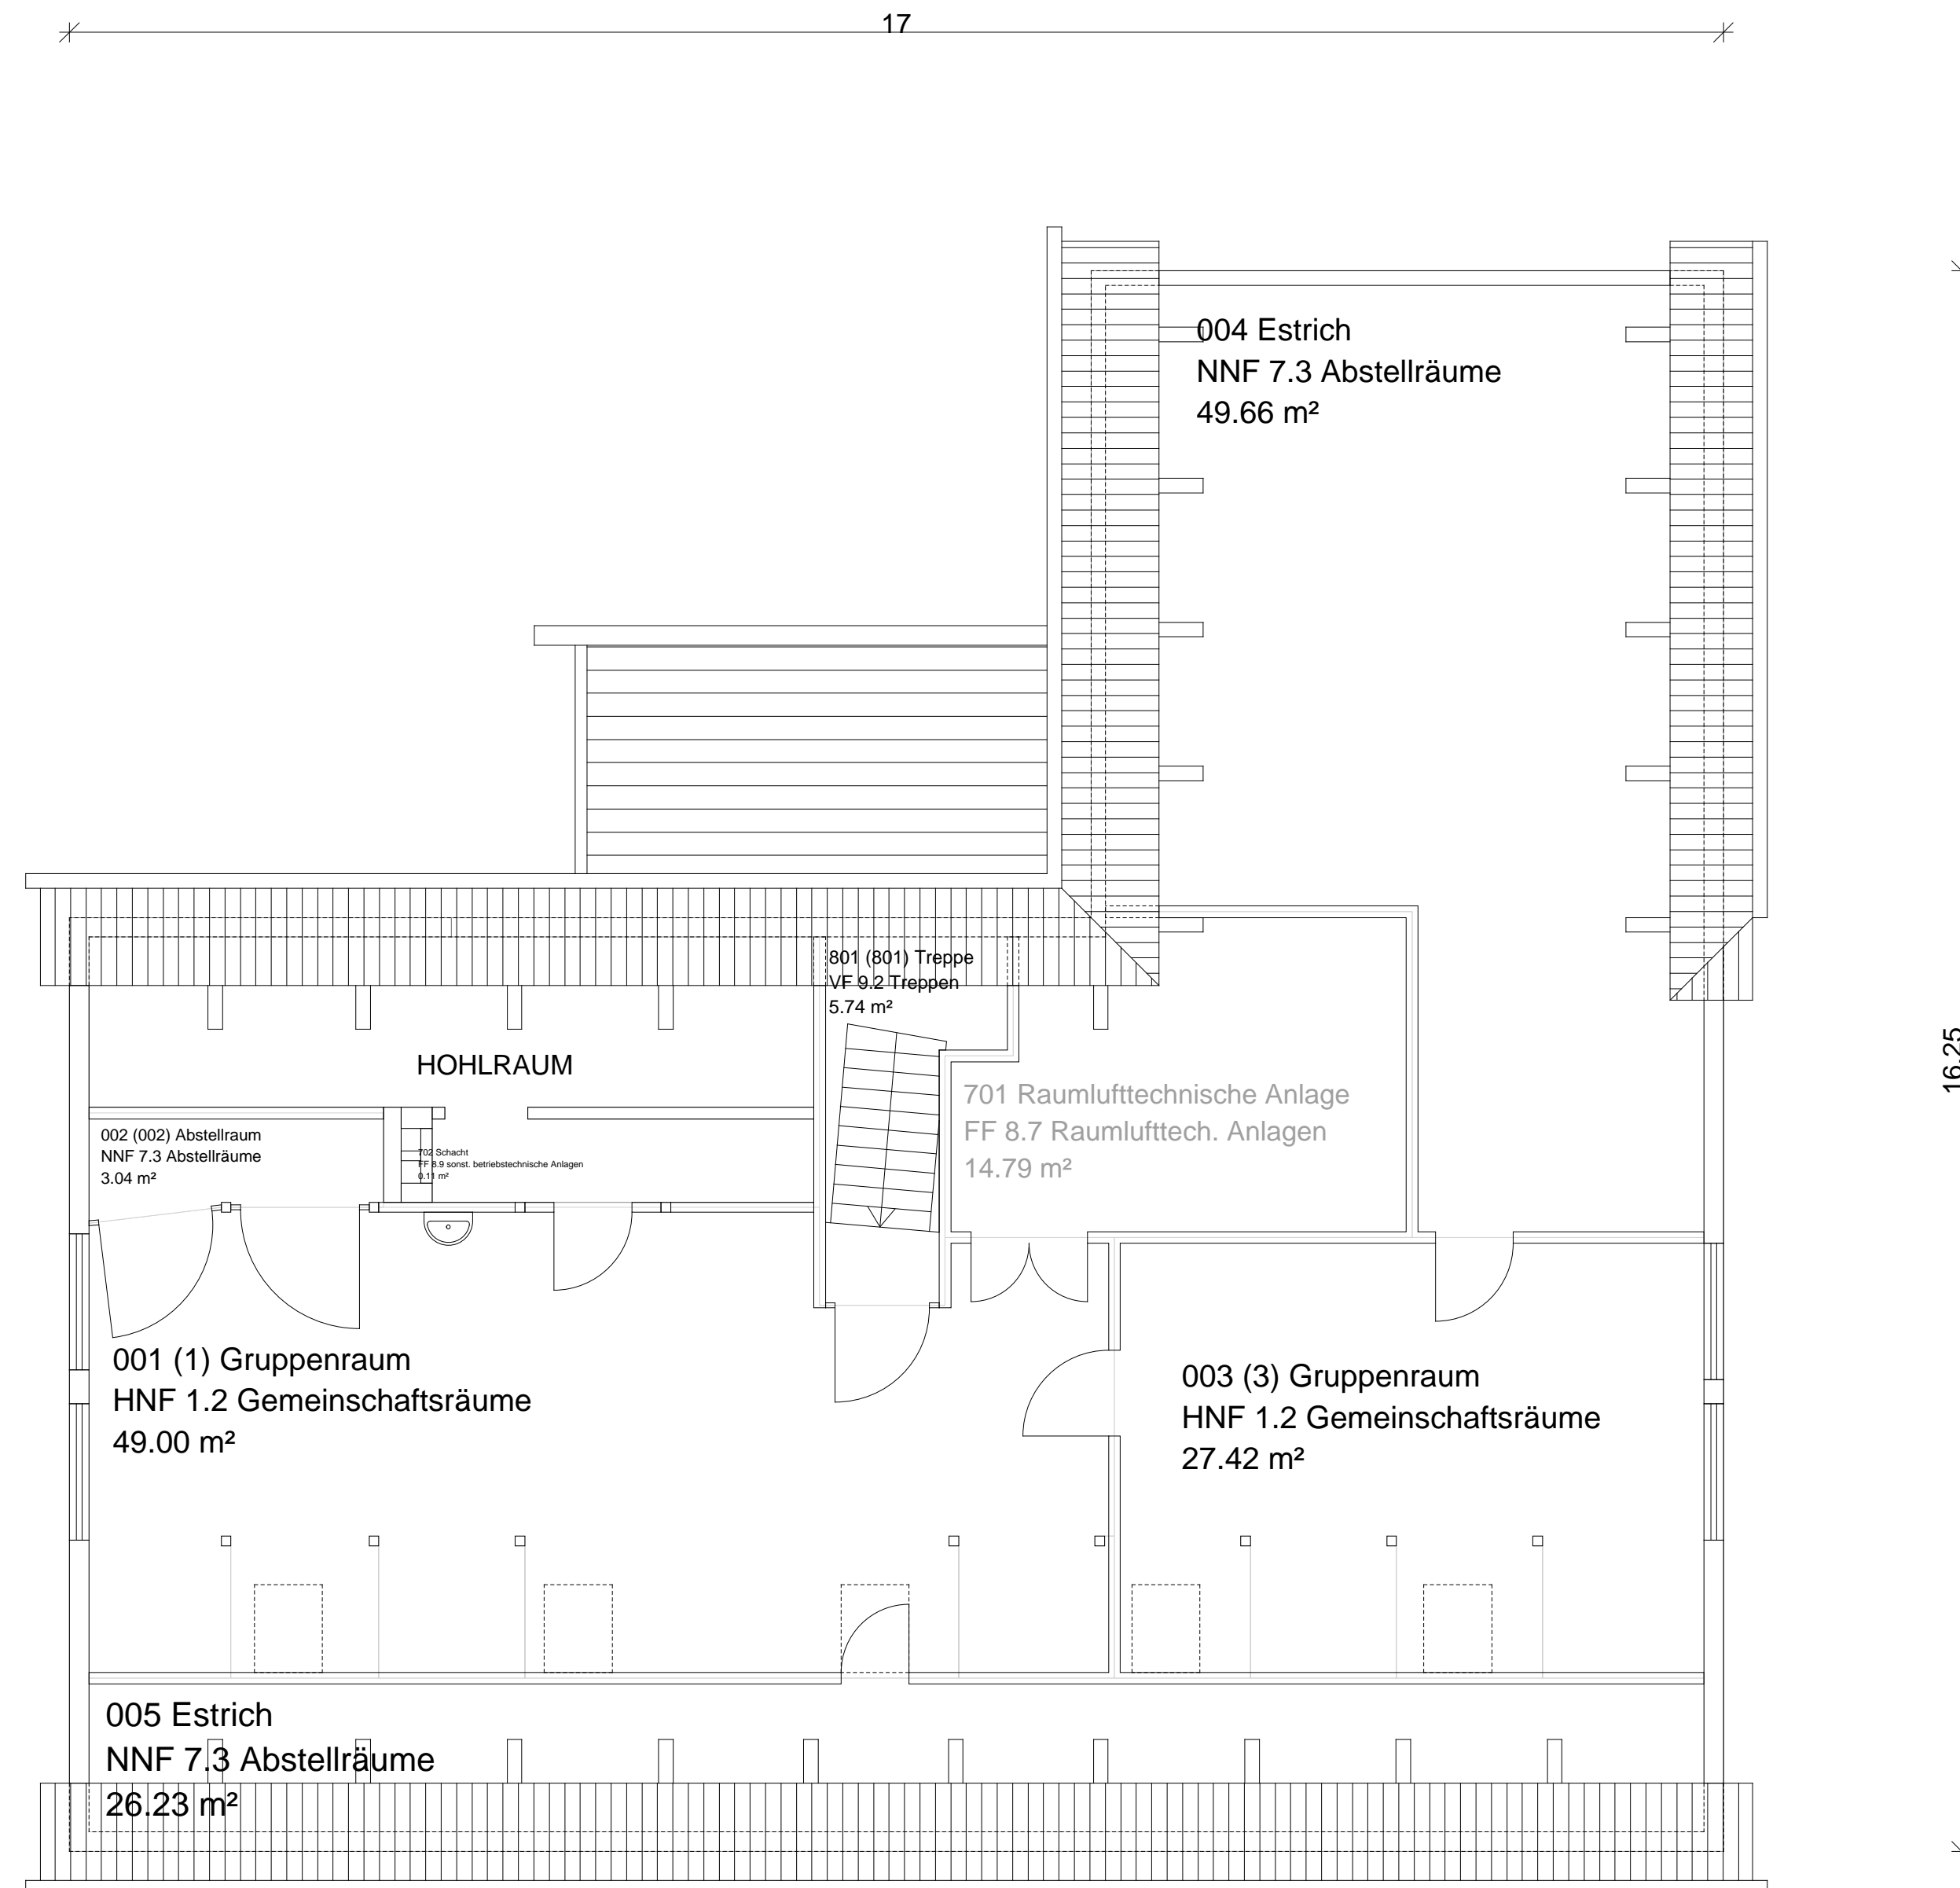 17
004 Estrich
NNF 7.3 Abstellräume
49.66 m²
801 (801) Treppe
VF 9.2 Treppen
5.74 m²
16.25
HOHLRAUM
701 Raumlufttechnische Anlage
FF 8.7 Raumlufttech. Anlagen
14.79 m²
002 (002) Abstellraum
NNF 7.3 Abstellräume
3.04 m²
702 Schacht
FF 8.9 sonst. betriebstechnische Anlagen
0.11 m²
001 (1) Gruppenraum
HNF 1.2 Gemeinschaftsräume
49.00 m²
003 (3) Gruppenraum
HNF 1.2 Gemeinschaftsräume
27.42 m²
005 Estrich
NNF 7.3 Abstellräume
26.23 m²